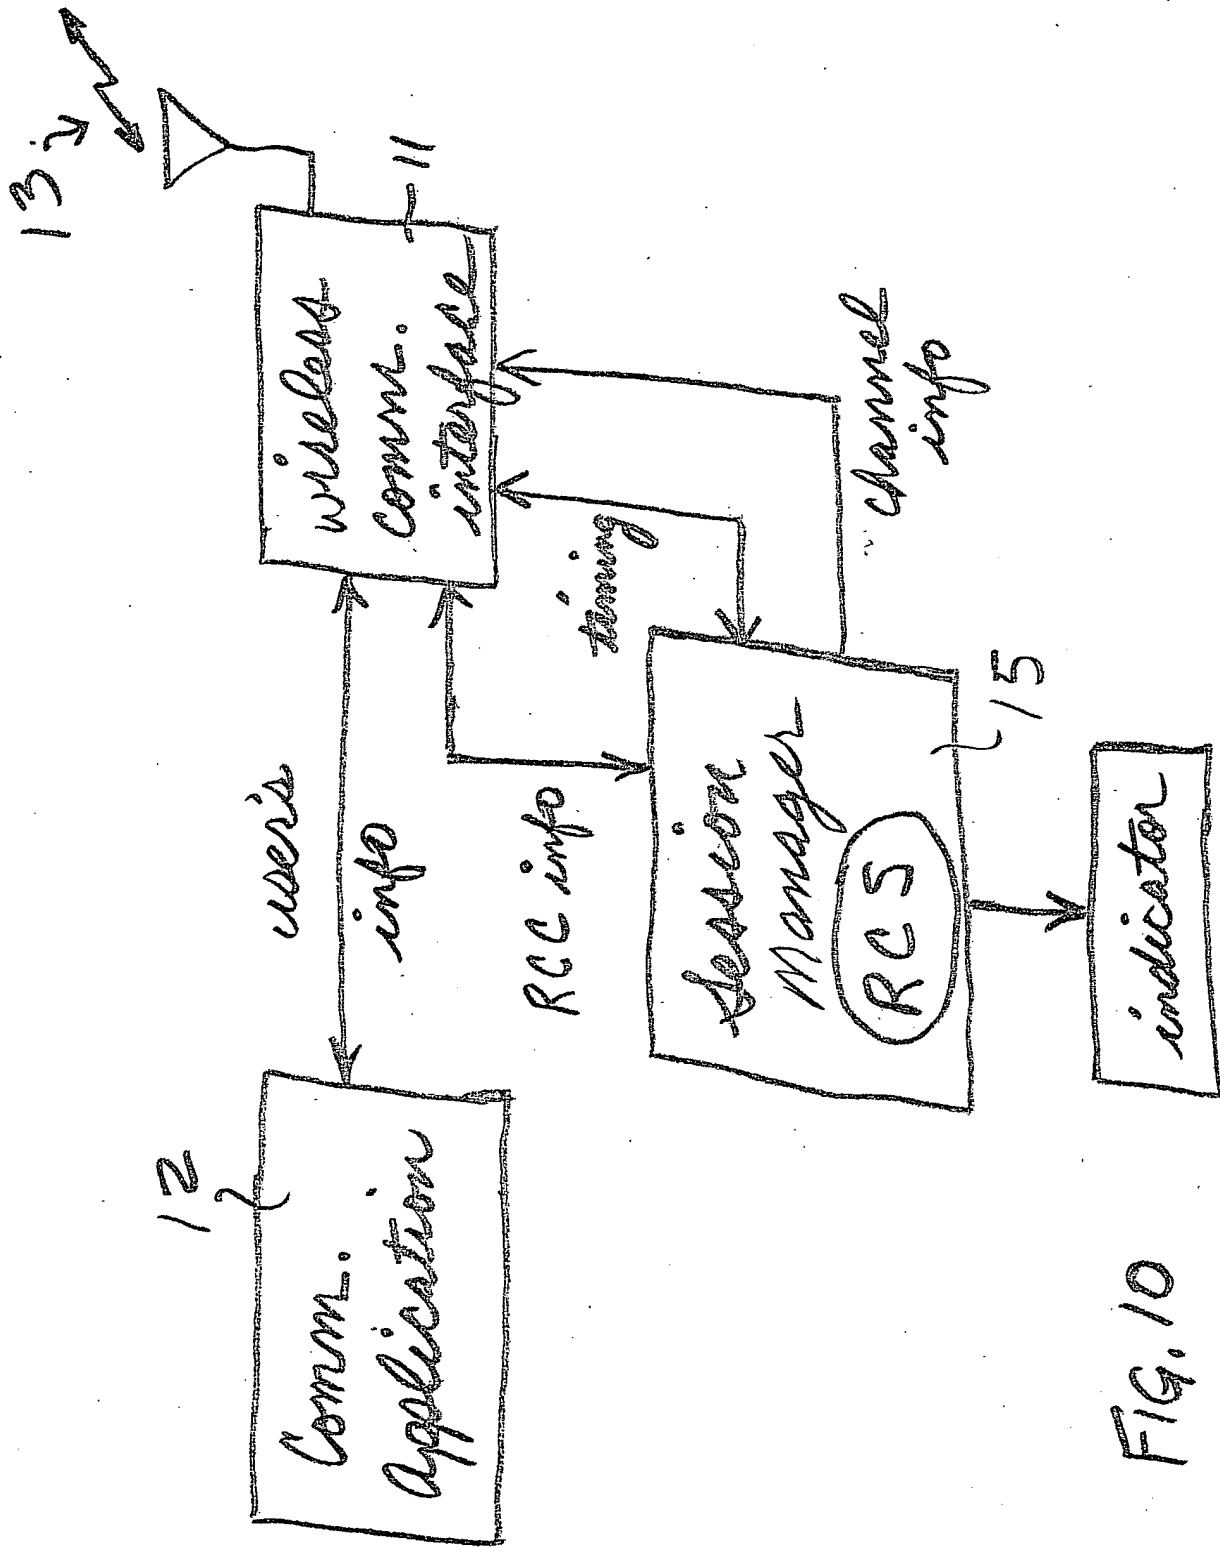 13
12
Comm.
Application
user's
info
wireless
comm.
interface
11
RCC info
timing
Session
Manager
RCS
15
channel
info
indicator
FIG. 10